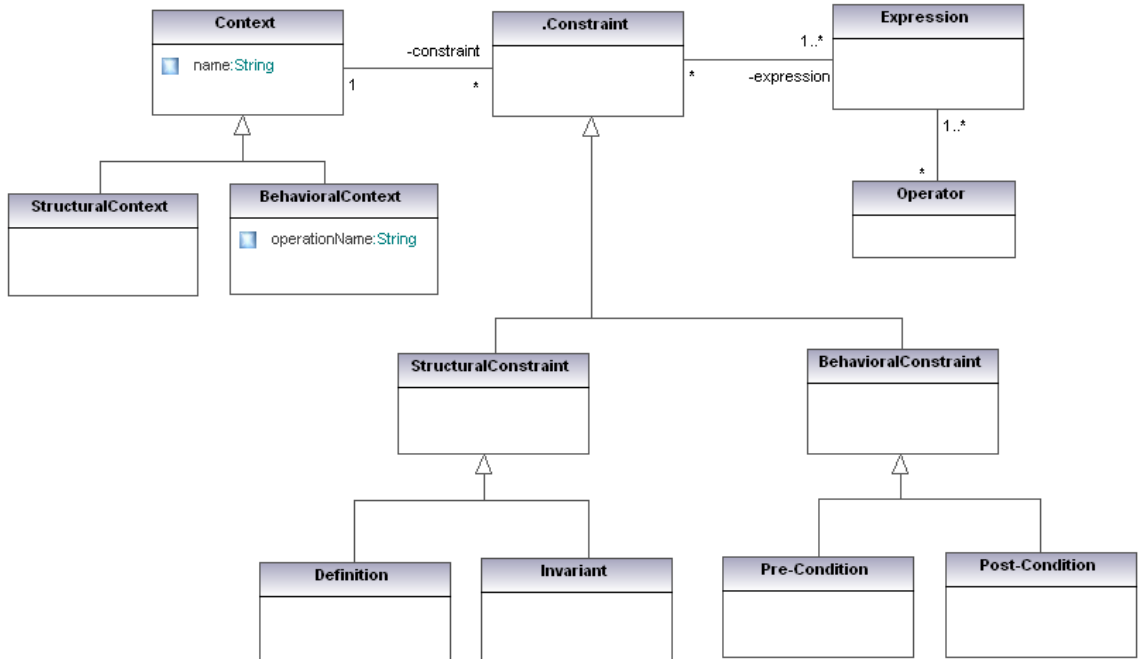 Context
name:String
1
-constraint
*
.Constraint
*
1..*
-expression
Expression
1..*
*
Operator
StructuralContext
BehavioralContext
operationName:String
StructuralConstraint
BehavioralConstraint
Definition
Invariant
Pre-Condition
Post-Condition